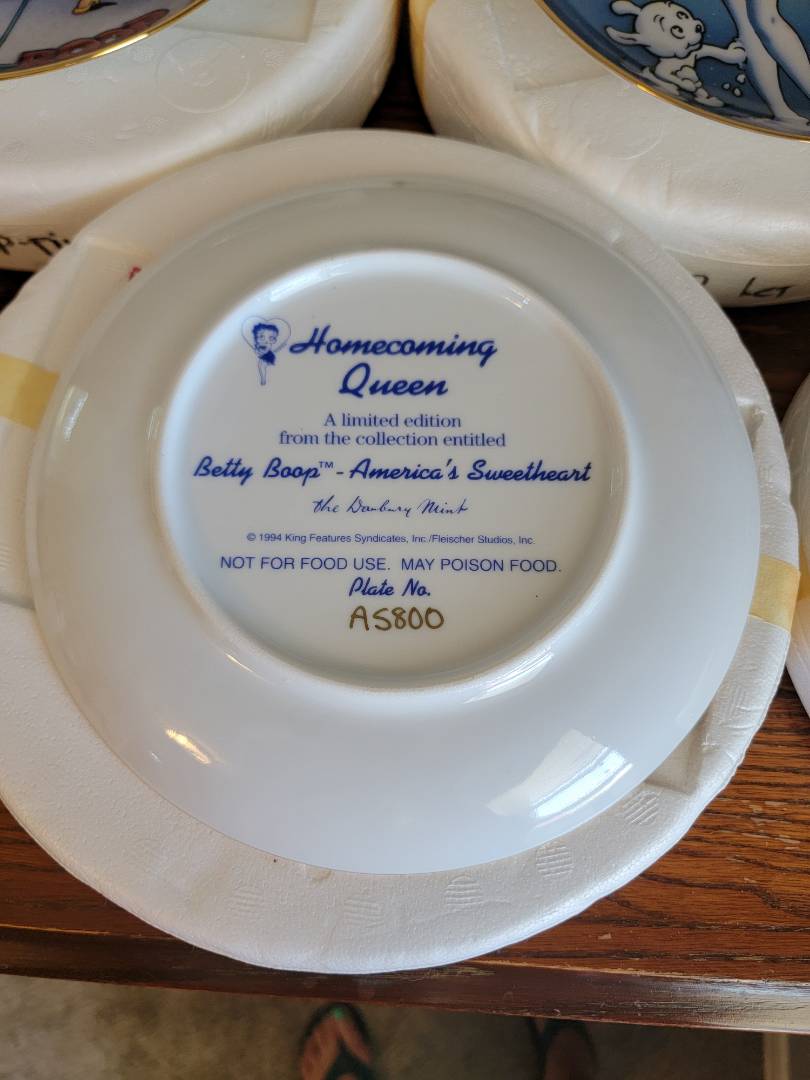 Homecoming
Queen
A limited edition
from the collection entitled
Betty Boop™ - America's Sweetheart
the Danbury Mint
© 1994 King Features Syndicates, Inc./Fleischer Studios, Inc.
NOT FOR FOOD USE. MAY POISON FOOD.
Plate No.
A5800